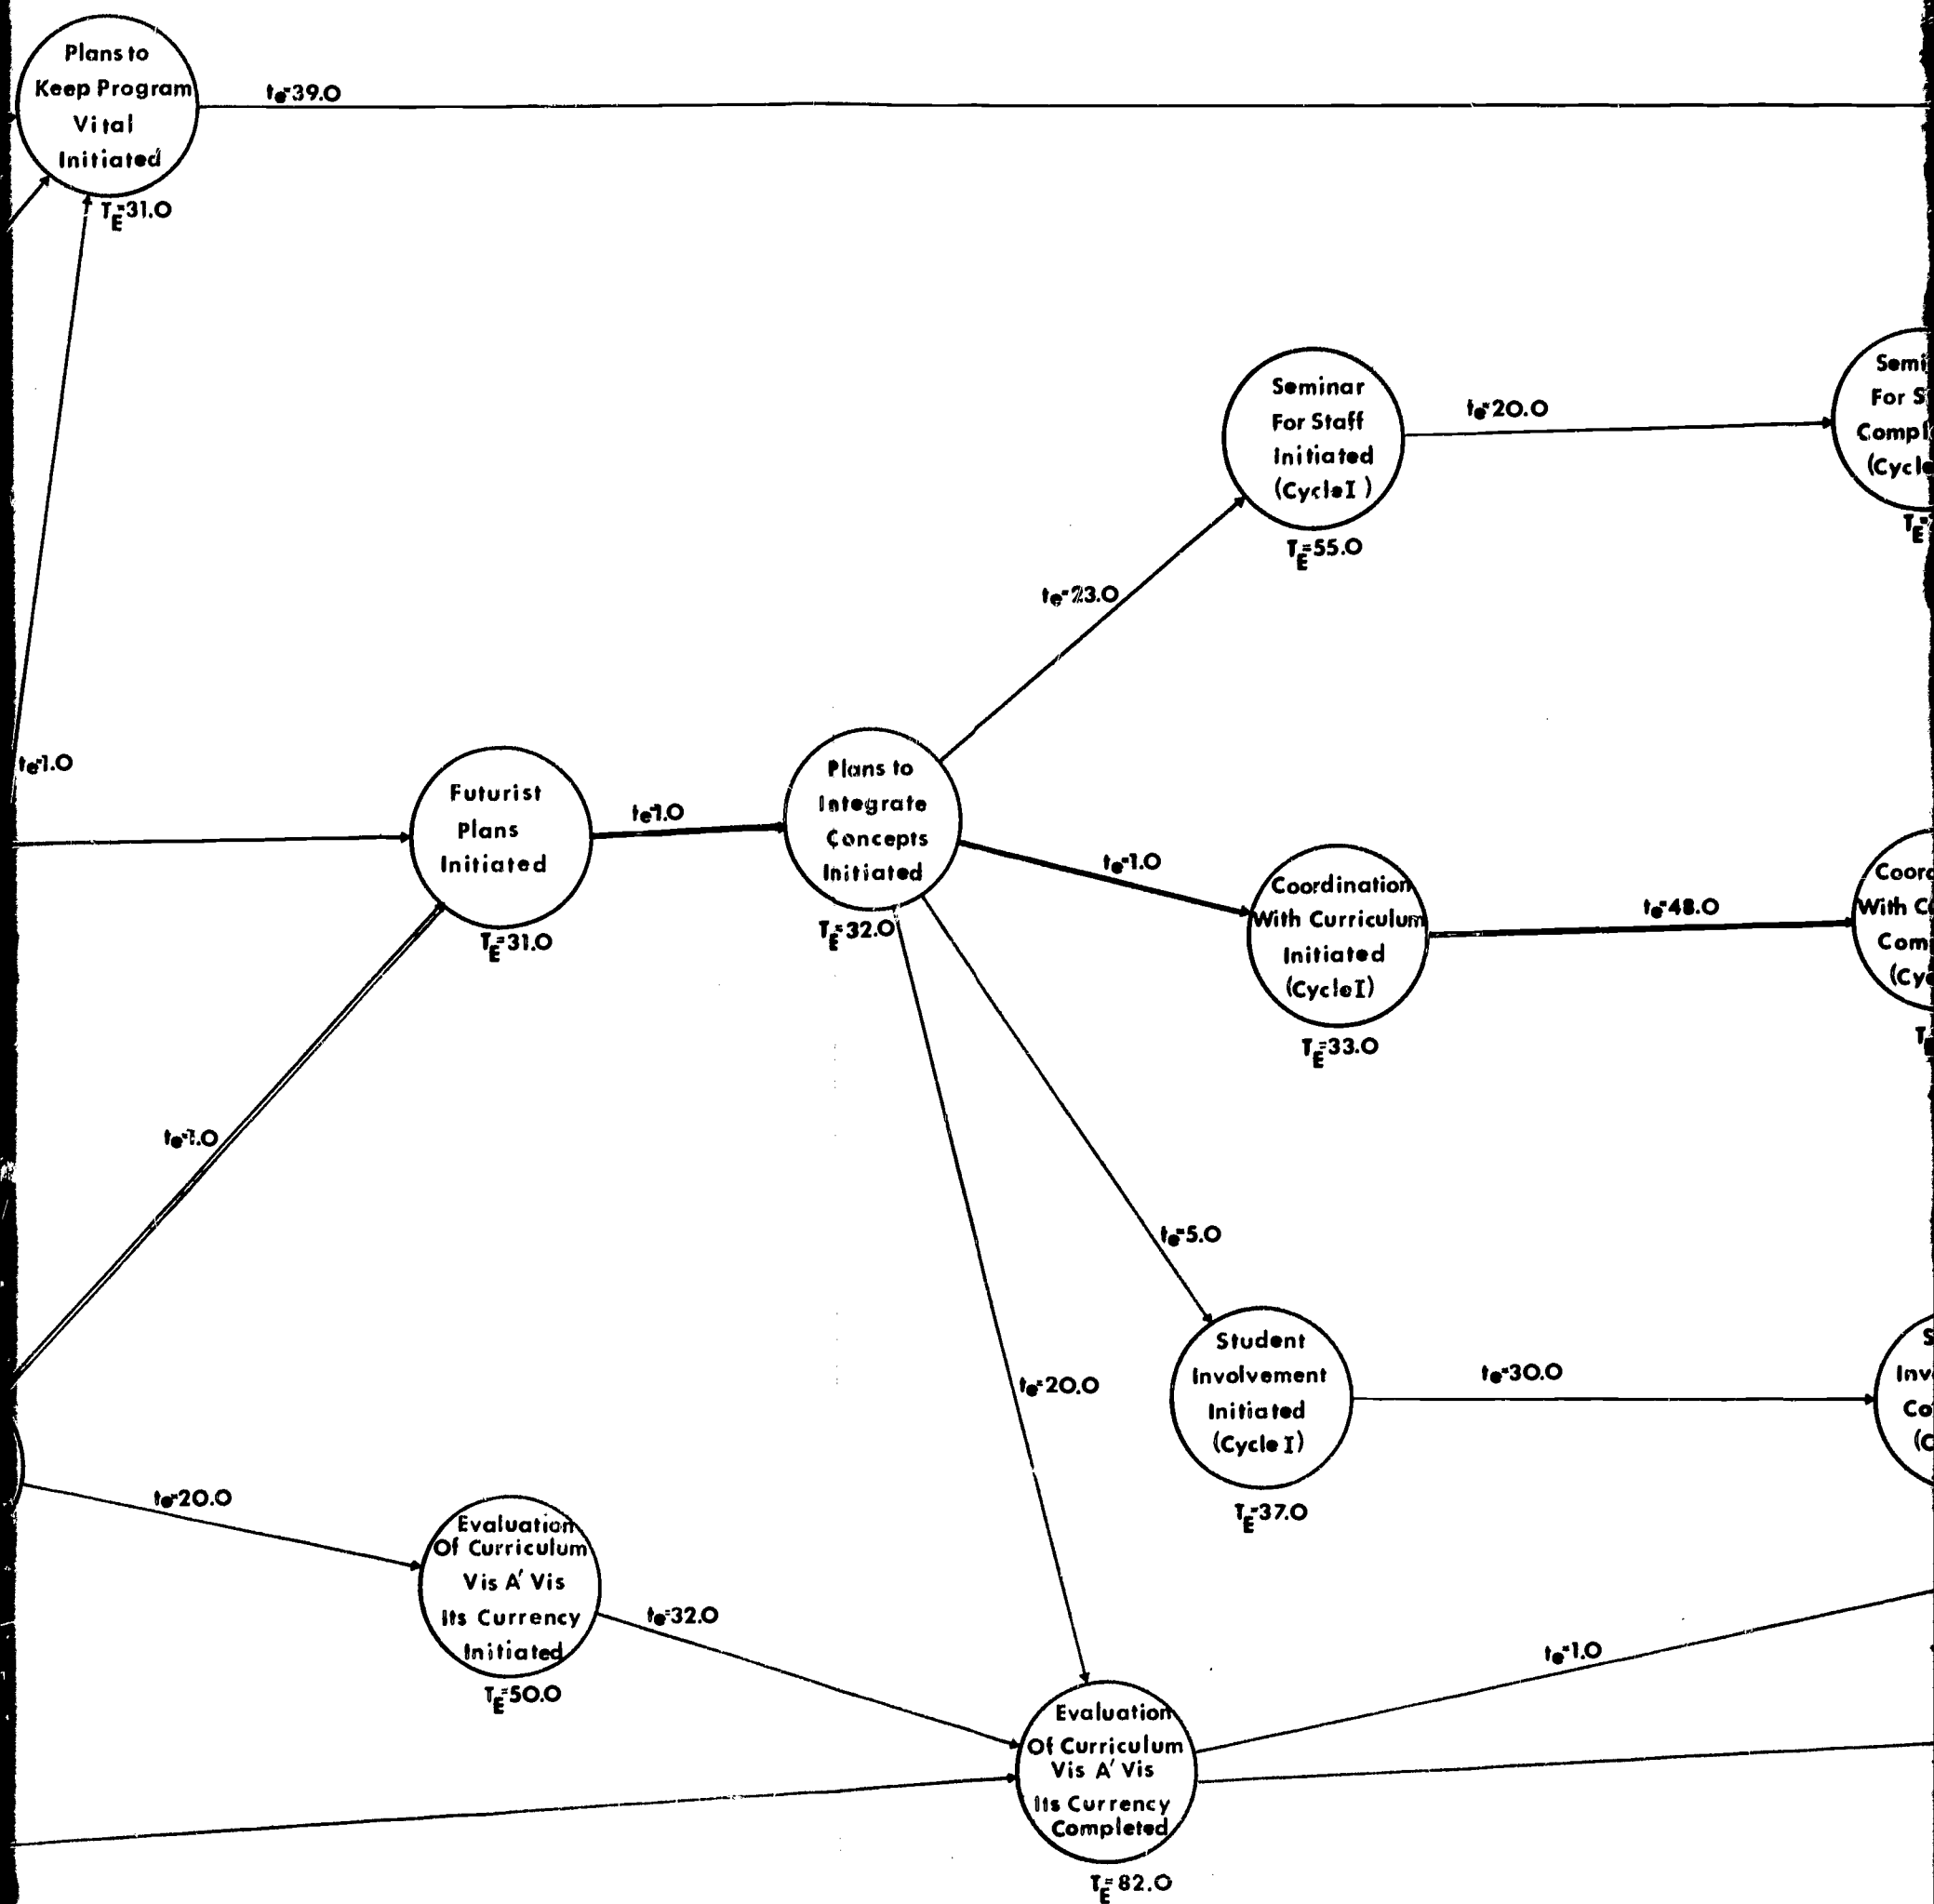 Plans to
Keep Program
Vital
Initiated
te=39.0
TE=31.0
Seminar
For Staff
Initiated
(Cycle I)
TE=55.0
te=20.0
te=23.0
te=1.0
Futurist
Plans
Initiated
TE=31.0
te=1.0
Plans to
Integrate
Concepts
Initiated
TE=32.0
te=1.0
Coordination
With Curriculum
Initiated
(Cycle I)
TE=33.0
te=48.0
te=1.0
te=5.0
te=20.0
Student
Involvement
Initiated
(Cycle I)
TE=37.0
te=30.0
te=20.0
Evaluation
Of Curriculum
Vis A' Vis
Its Currency
Initiated
TE=50.0
te=32.0
te=1.0
Evaluation
Of Curriculum
Vis A' Vis
Its Currency
Completed
TE=82.0